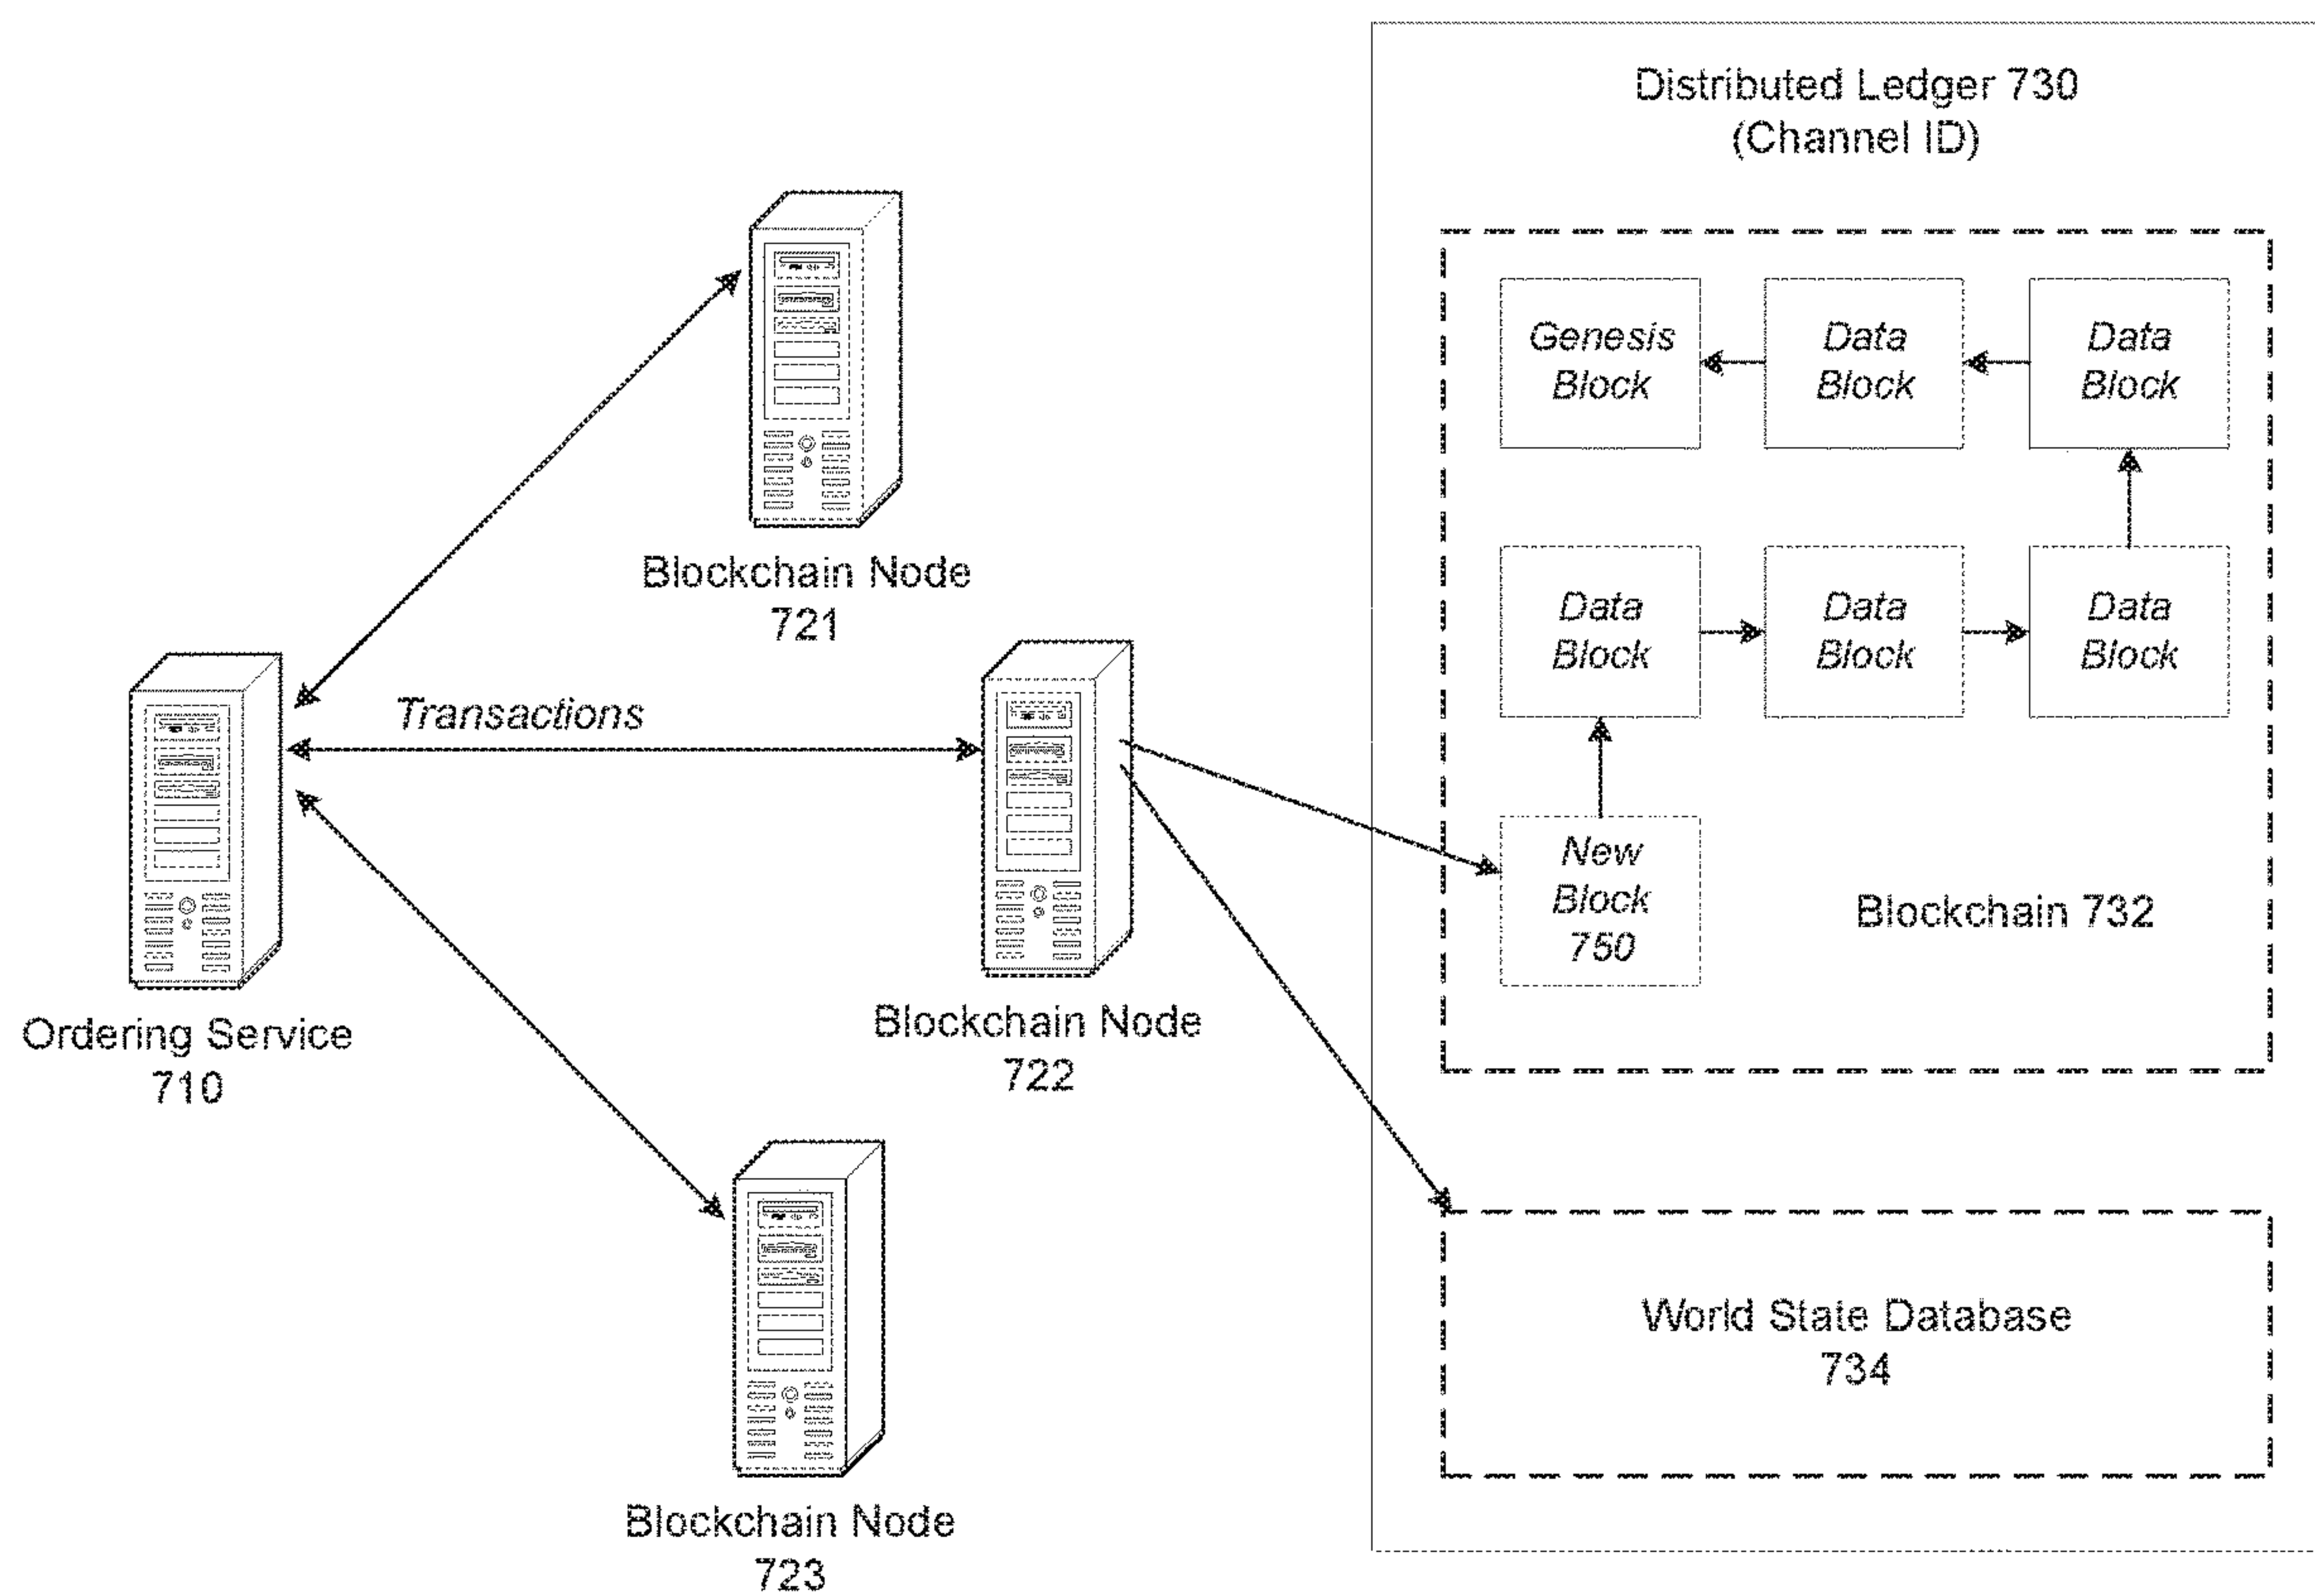 Distributed Ledger 730
(Channel ID)
Genesis
Block
Data
Block
Data
Block
Blockchain Node
721
Data
Block
Data
Block
Data
Block
Transactions
New
Block
750
Blockchain 732
Ordering Service
710
Blockchain Node
722
World State Database
734
Blockchain Node
723